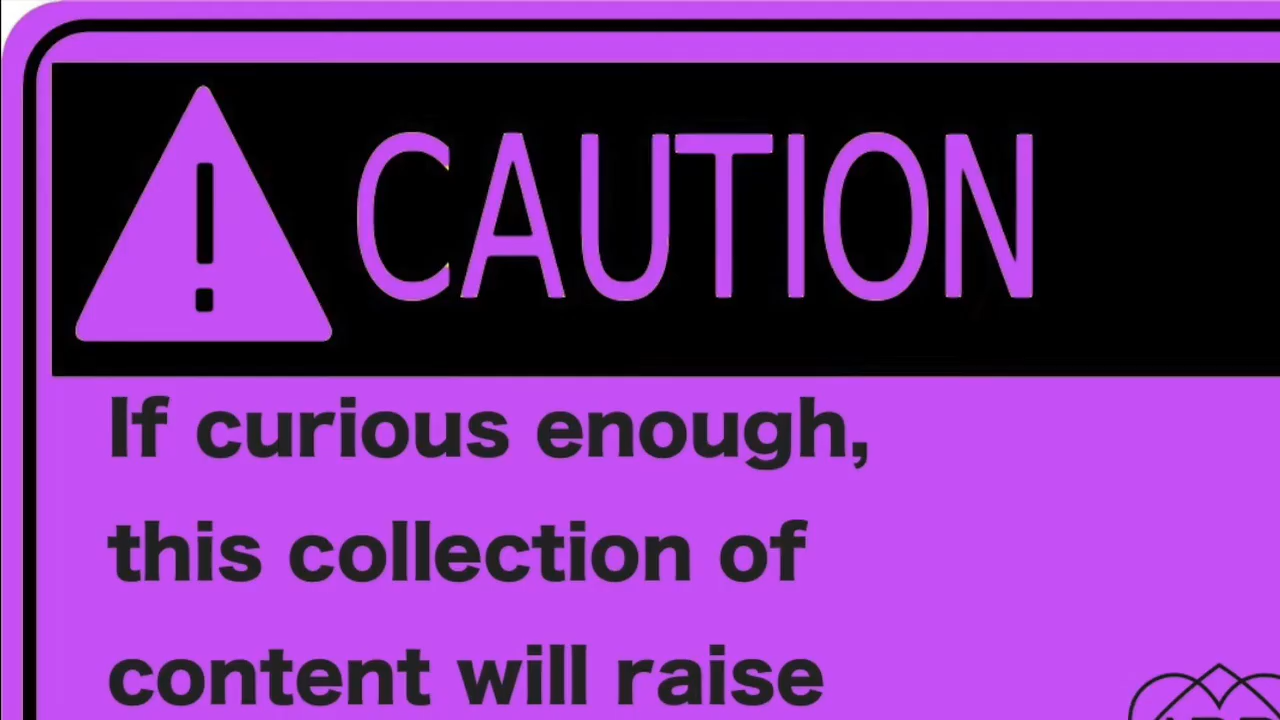 CAUTION
If curious enough,
this collection of
content will raise